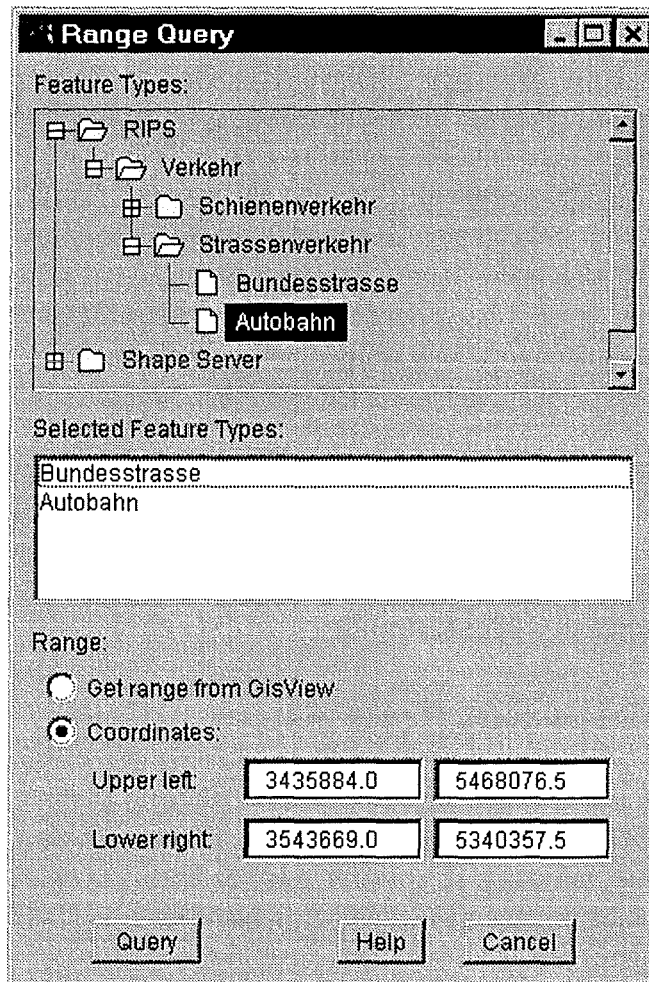 Range Query
Feature Types:
RIPS
Verkehr
Schienenverkehr
Strassenverkehr
Bundesstrasse
Autobahn
Shape Server
Selected Feature Types:
Bundesstrasse
Autobahn
Range:
Get range from GisView
Coordinates:
Upper left: 3435884.0 5468076.5
Lower right: 3543669.0 5340357.5
Query Help Cancel